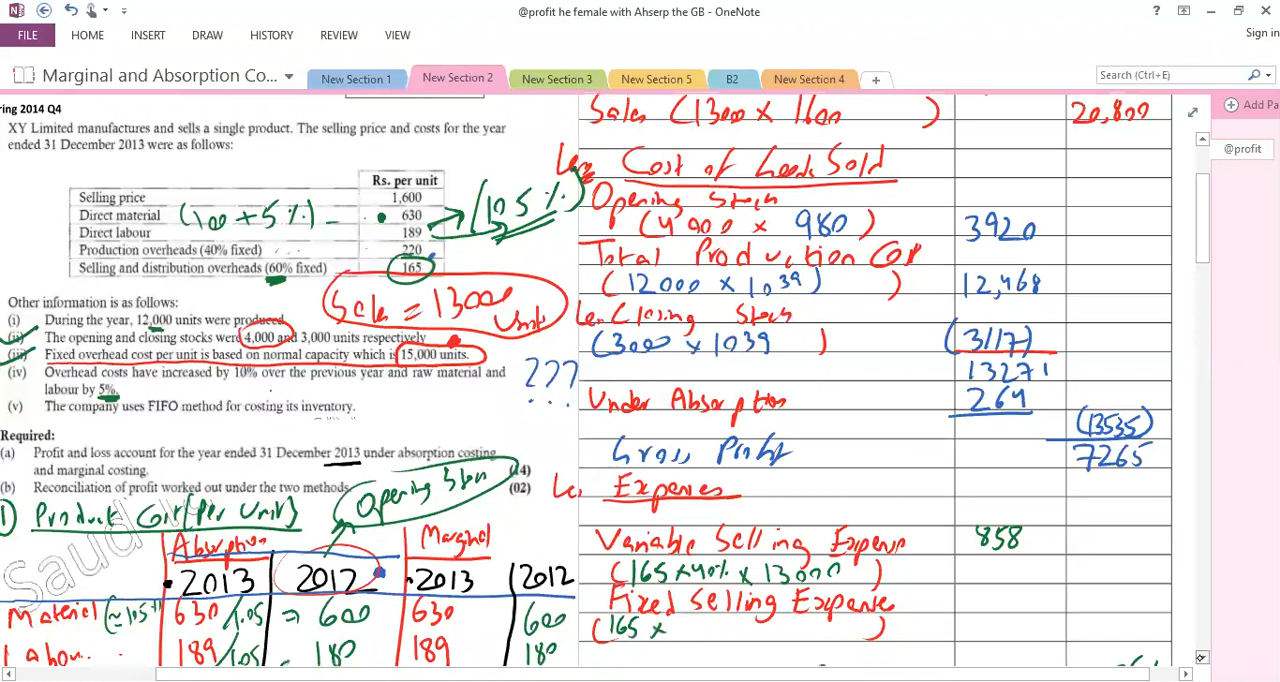 @profit he female with Ahserp the GB - OneNote
FILE HOME INSERT DRAW HISTORY REVIEW VIEW
Sign in
Marginal and Absorption Co...
New Section 1 New Section 2 New Section 3 New Section 5 B2 New Section 4
Search (Ctrl+E)
Add Pa
@profit
ring 2014 Q4
XY Limited manufactures and sells a single product. The selling price and costs for the year
ended 31 December 2013 were as follows:
Rs. per unit
Selling price 1,600
Direct material (100 + 5%) 630
Direct labour 189
(105%)
Production overheads (40% fixed) 220
Selling and distribution overheads (60% fixed) 165
Sale = 13000 units
Other information is as follows:
(i) During the year, 12,000 units were produced
(ii) The opening and closing stocks were 4,000 and 3,000 units respectively
(iii) Fixed overhead cost per unit is based on normal capacity which is 15,000 units.
(iv) Overhead costs have increased by 10% over the previous year and raw material and
labour by 5%.
???
(v) The company uses FIFO method for costing its inventory.
Required:
(a) Profit and loss account for the year ended 31 December 2013 under absorption costing
and marginal costing. (14)
(b) Reconciliation of profit worked out under the two methods (02)
Opening Stock
1) Product Cost (Per Unit)
Absorption Marginal
2013 2012 2013 2012
Material 630 /1.05 = 600 630 600
Labour 189 /1.05 180 189 180
Saud
Sales (1300 x 1600 ) 20,800
Less Cost of Goods Sold
Opening Stock
(4000 x 980 ) 3920
Total Production Cost
(12000 x 1039 ) 12,468
Less Closing Stock
(3000 x 1039 ) (3117)
13271
Under Absorption 264
(13535)
Gross Profit 7265
Less Expenses
Variable Selling Expense 858
(165 x 40% x 13000 )
Fixed Selling Expenses
(165 x )